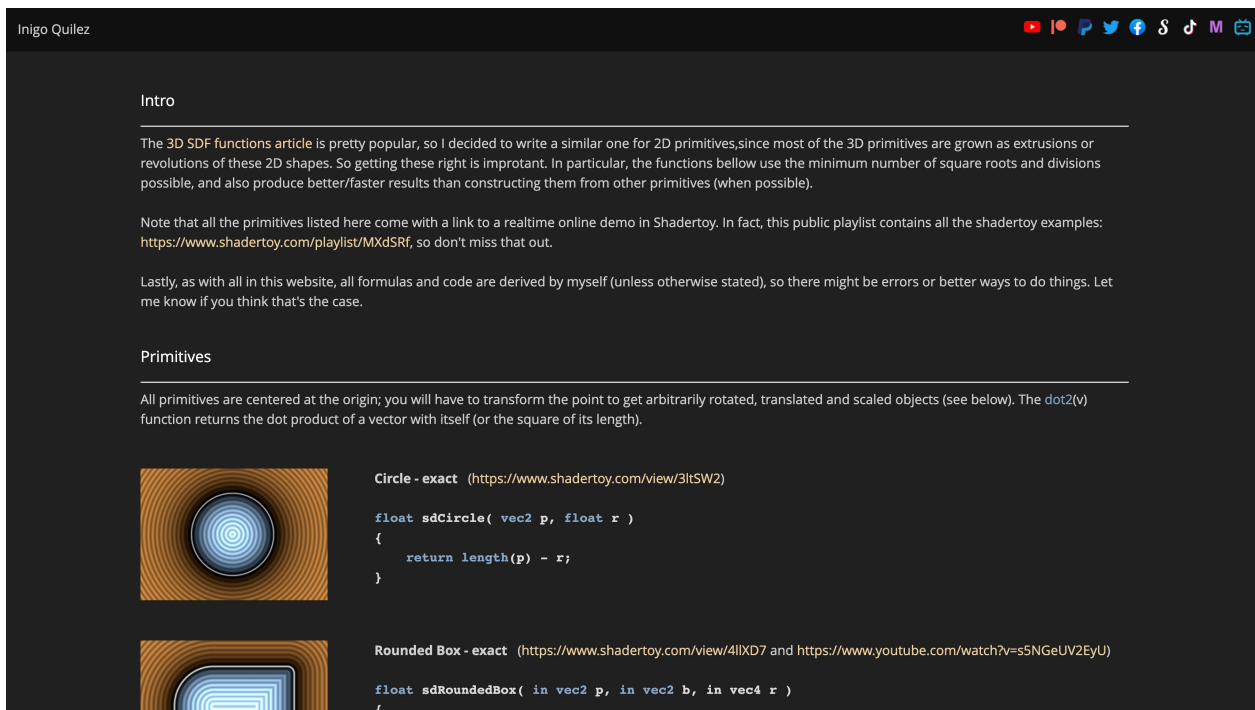 Inigo Quilez
Intro
The 3D SDF functions article is pretty popular, so I decided to write a similar one for 2D primitives,since most of the 3D primitives are grown as extrusions or
revolutions of these 2D shapes. So getting these right is improtant. In particular, the functions bellow use the minimum number of square roots and divisions
possible, and also produce better/faster results than constructing them from other primitives (when possible).
Note that all the primitives listed here come with a link to a realtime online demo in Shadertoy. In fact, this public playlist contains all the shadertoy examples:
https://www.shadertoy.com/playlist/MXdSRf, so don't miss that out.
Lastly, as with all in this website, all formulas and code are derived by myself (unless otherwise stated), so there might be errors or better ways to do things. Let
me know if you think that's the case.
Primitives
All primitives are centered at the origin; you will have to transform the point to get arbitrarily rotated, translated and scaled objects (see below). The dot2(v)
function returns the dot product of a vector with itself (or the square of its length).
Circle - exact (https://www.shadertoy.com/view/3ltSW2)
float sdCircle( vec2 p, float r )
{
    return length(p) - r;
}
Rounded Box - exact (https://www.shadertoy.com/view/4llXD7 and https://www.youtube.com/watch?v=s5NGeUV2EyU)
float sdRoundedBox( in vec2 p, in vec2 b, in vec4 r )
{